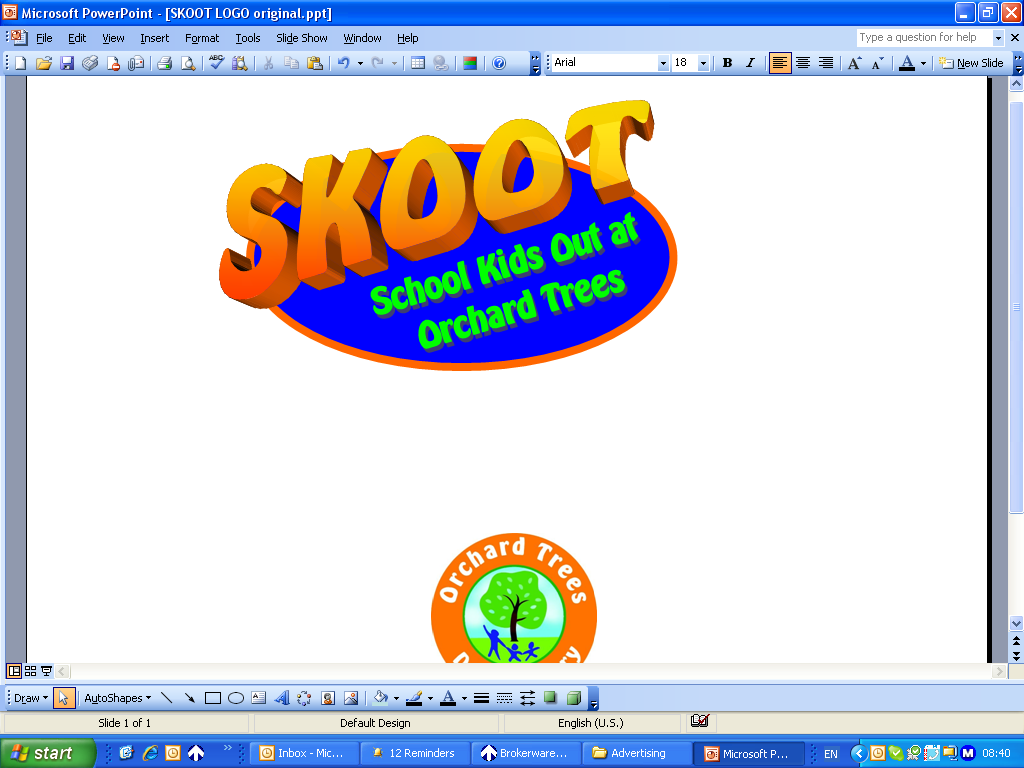 Microsoft PowerPoint - [SKOOT LOGO original.ppt]
File Edit View Insert Format Tools Slide Show Window Help
Type a question for help
Arial 18 B I A A A New Slide
SKOOT
School Kids Out at
Orchard Trees
Orchard Trees
Draw AutoShapes
Slide 1 of 1 Default Design English (U.S.)
start Inbox - Mic... 12 Reminders Brokerware... Advertising Microsoft P... EN 08:40